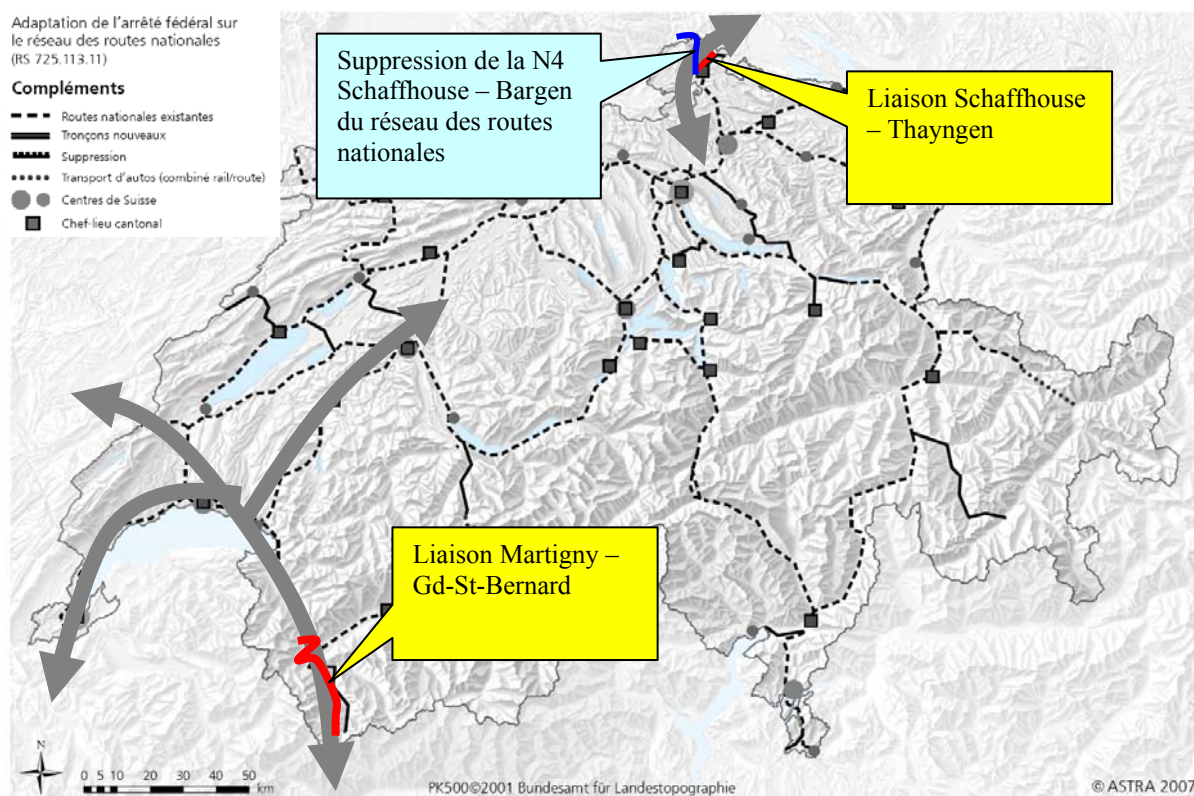 Adaptation de l'arrêté fédéral sur
le réseau des routes nationales
(RS 725.113.11)
Compléments
Routes nationales existantes
Tronçons nouveaux
Suppression
Transport d'autos (combiné rail/route)
Centres de Suisse
Chef-lieu cantonal
Suppression de la N4
Schaffhouse – Bargen
du réseau des routes
nationales
Liaison Schaffhouse
– Thayngen
Liaison Martigny –
Gd-St-Bernard
N
0 5 10 20 30 40 50
km
PK500©2001 Bundesamt für Landestopographie
© ASTRA 2007